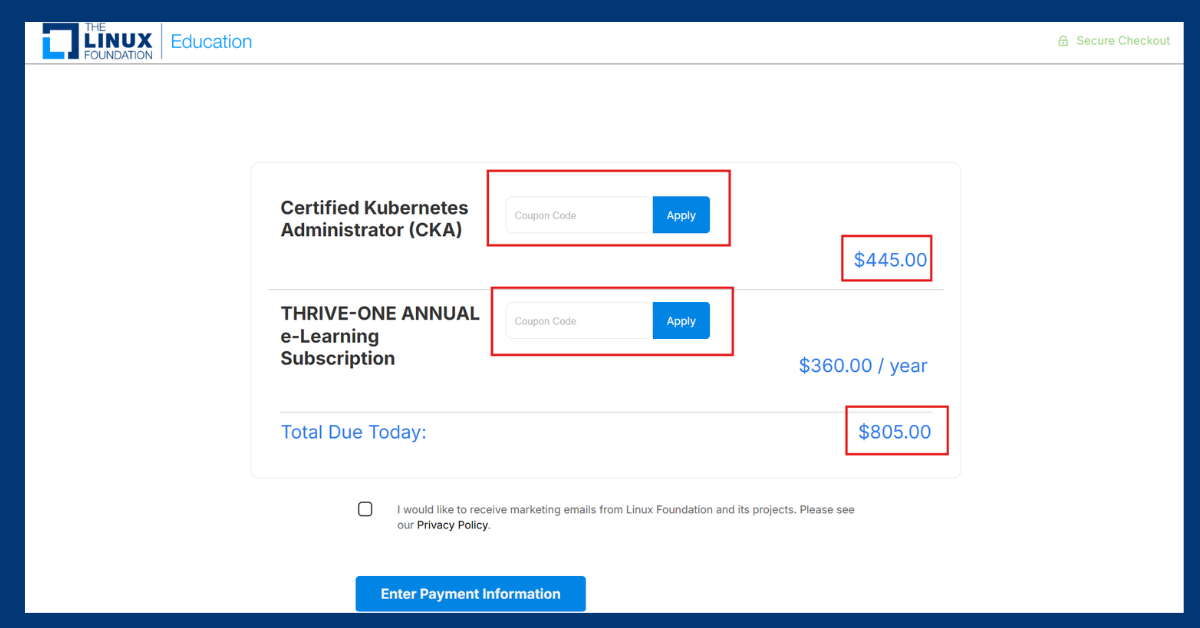 THE
LINUX
FOUNDATION
Education
Secure Checkout
Certified Kubernetes
Administrator (CKA)
Coupon Code
Apply
$445.00
THRIVE-ONE ANNUAL
e-Learning
Subscription
Coupon Code
Apply
$360.00 / year
Total Due Today:
$805.00
I would like to receive marketing emails from Linux Foundation and its projects. Please see
our Privacy Policy.
Enter Payment Information